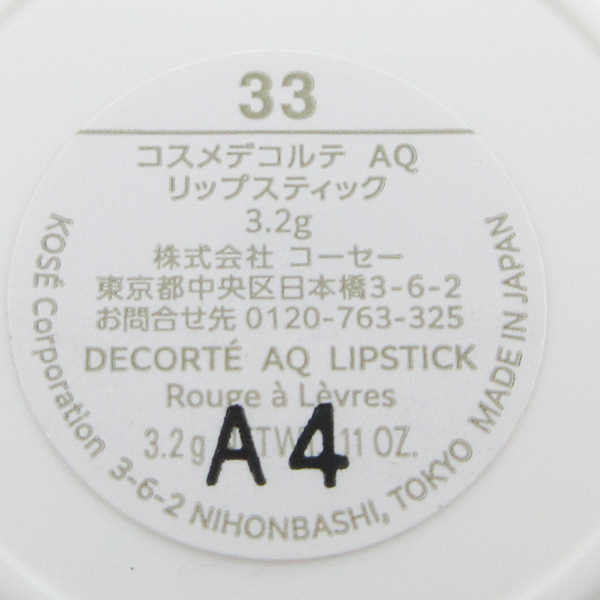 33
コスメデコルテ AQ
リップスティック
3.2g
株式会社 コーセー
東京都中央区日本橋3-6-2
お問合せ先 0120-763-325
DECORTÉ AQ LIPSTICK
Rouge à Lèvres
3.2g .11 OZ.
A4
KOSÉ Corporation 3-6-2 NIHONBASHI, TOKYO MADE IN JAPAN